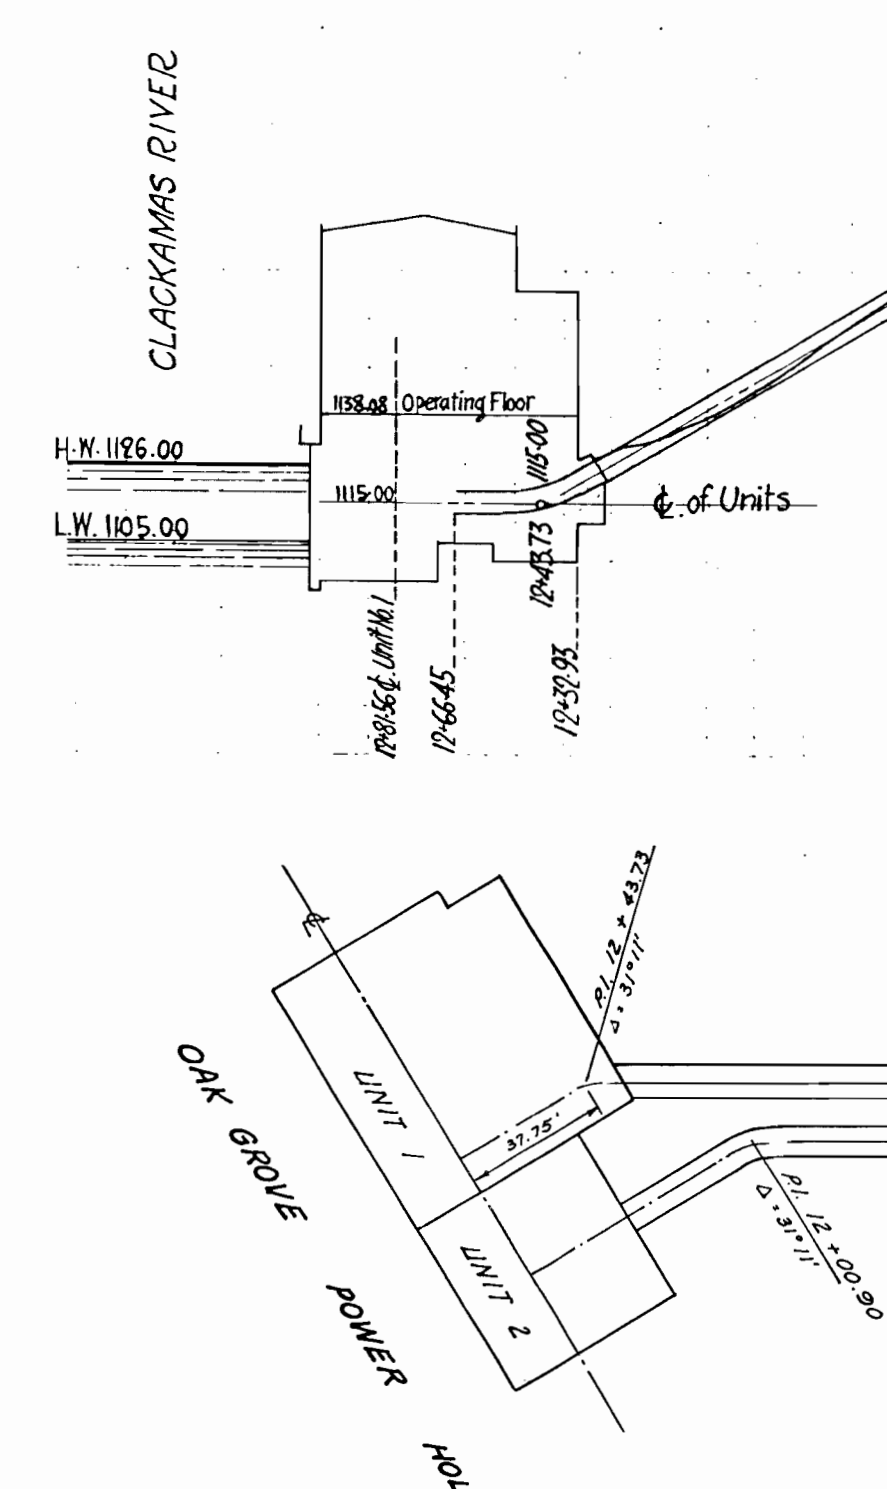 CLACKAMAS RIVER
1138.08 Operating Floor
H.W. 1126.00
1115.00
1115.00
℄ of Units
L.W. 1105.00
12+43.73
12+81.56 ℄ Unit No. 1
12+66.45
12+32.93
℄
P.I. 12 + 43.73
Δ = 31°11'
OAK GROVE
POWER
UNIT 1
37.75'
UNIT 2
P.I. 12 + 00.90
Δ = 31°11'